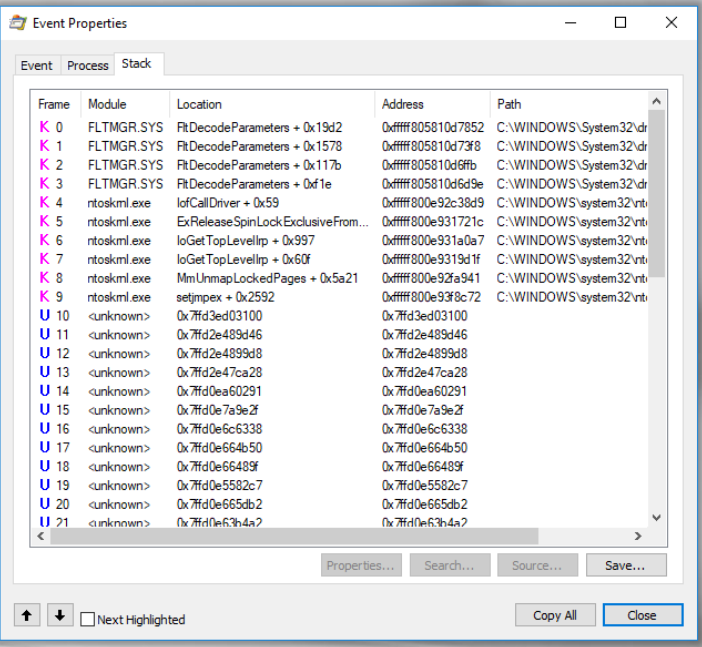 Event Properties
Event Process Stack
Frame Module Location Address Path
K 0 FLTMGR.SYS FltDecodeParameters + 0x19d2 0xfffff805810d7852 C:\WINDOWS\System32\dr
K 1 FLTMGR.SYS FltDecodeParameters + 0x1578 0xfffff805810d73f8 C:\WINDOWS\System32\dr
K 2 FLTMGR.SYS FltDecodeParameters + 0x117b 0xfffff805810d6ffb C:\WINDOWS\System32\dr
K 3 FLTMGR.SYS FltDecodeParameters + 0xf1e 0xfffff805810d6d9e C:\WINDOWS\System32\dr
K 4 ntoskrnl.exe IofCallDriver + 0x59 0xfffff800e92c38d9 C:\WINDOWS\system32\nt
K 5 ntoskrnl.exe ExReleaseSpinLockExclusiveFrom... 0xfffff800e931721c C:\WINDOWS\system32\nt
K 6 ntoskrnl.exe IoGetTopLevelIrp + 0x997 0xfffff800e931a0a7 C:\WINDOWS\system32\nt
K 7 ntoskrnl.exe IoGetTopLevelIrp + 0x60f 0xfffff800e9319d1f C:\WINDOWS\system32\nt
K 8 ntoskrnl.exe MmUnmapLockedPages + 0x5a21 0xfffff800e92fa941 C:\WINDOWS\system32\nt
K 9 ntoskrnl.exe setjmpex + 0x2592 0xfffff800e93f8c72 C:\WINDOWS\system32\nt
U 10 <unknown> 0x7ffd3ed03100 0x7ffd3ed03100
U 11 <unknown> 0x7ffd2e489d46 0x7ffd2e489d46
U 12 <unknown> 0x7ffd2e4899d8 0x7ffd2e4899d8
U 13 <unknown> 0x7ffd2e47ca28 0x7ffd2e47ca28
U 14 <unknown> 0x7ffd0ea60291 0x7ffd0ea60291
U 15 <unknown> 0x7ffd0e7a9e2f 0x7ffd0e7a9e2f
U 16 <unknown> 0x7ffd0e6c6338 0x7ffd0e6c6338
U 17 <unknown> 0x7ffd0e664b50 0x7ffd0e664b50
U 18 <unknown> 0x7ffd0e66489f 0x7ffd0e66489f
U 19 <unknown> 0x7ffd0e5582c7 0x7ffd0e5582c7
U 20 <unknown> 0x7ffd0e665db2 0x7ffd0e665db2
U 21 <unknown> 0x7ffd0e63b4a2 0x7ffd0e63b4a2
Properties... Search... Source... Save...
Next Highlighted Copy All Close